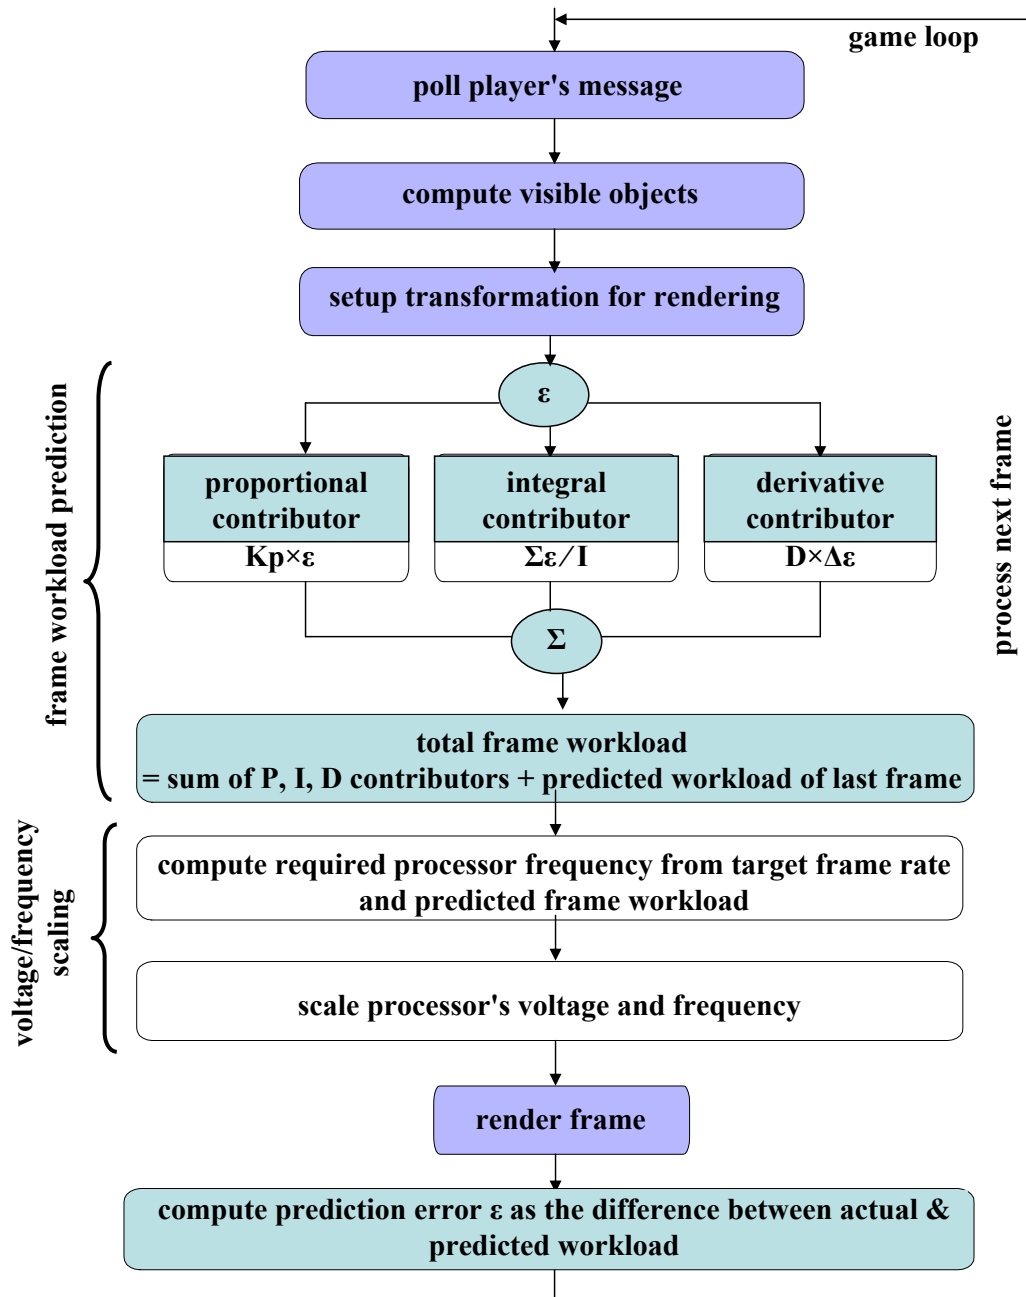 game loop
poll player's message
compute visible objects
setup transformation for rendering
frame workload prediction
ε
proportional
contributor
Kp×ε
integral
contributor
Σε/I
derivative
contributor
D×Δε
process next frame
Σ
total frame workload
= sum of P, I, D contributors + predicted workload of last frame
voltage/frequency
scaling
compute required processor frequency from target frame rate
and predicted frame workload
scale processor's voltage and frequency
render frame
compute prediction error ε as the difference between actual &
predicted workload